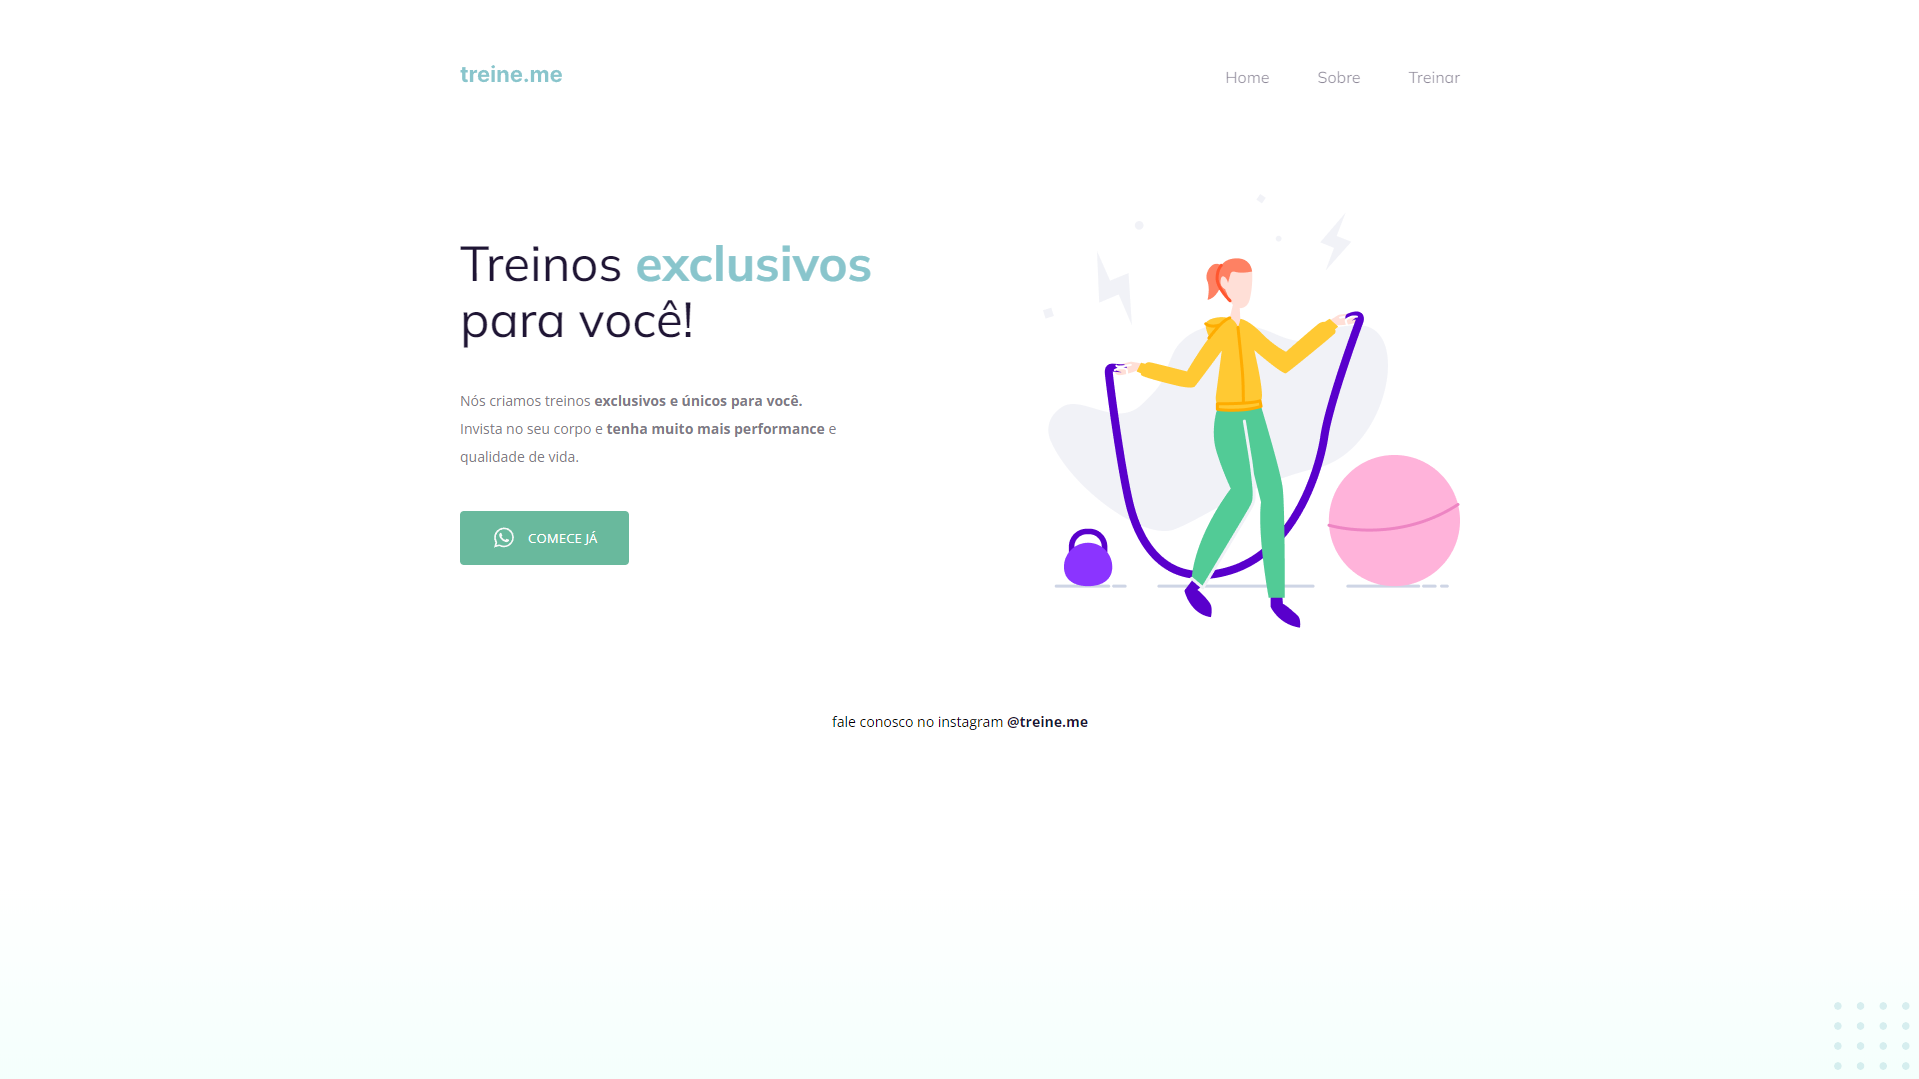 treine.me
Home
Sobre
Treinar
Treinos exclusivos
para você!
Nós criamos treinos exclusivos e únicos para você.
Invista no seu corpo e tenha muito mais performance e
qualidade de vida.
COMECE JÁ
fale conosco no instagram @treine.me